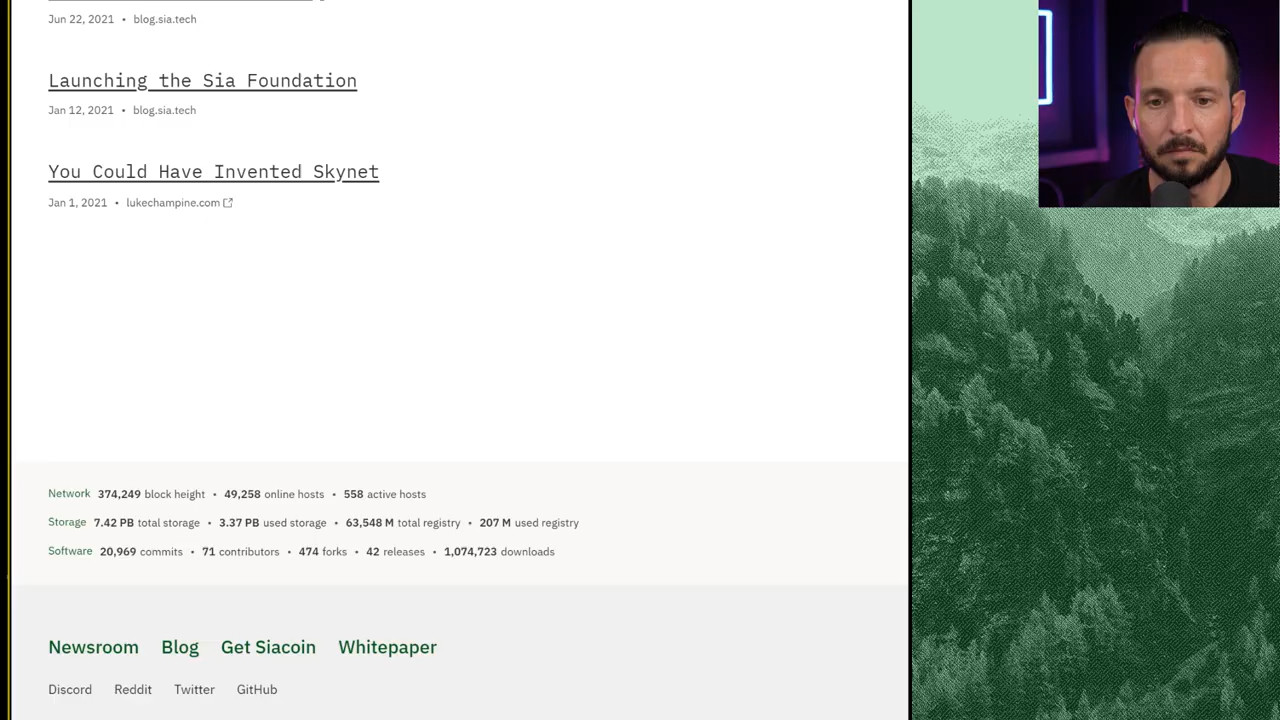 Jun 22, 2021 • blog.sia.tech
Launching the Sia Foundation
Jan 12, 2021 • blog.sia.tech
You Could Have Invented Skynet
Jan 1, 2021 • lukechampine.com
Network 374,249 block height • 49,258 online hosts • 558 active hosts
Storage 7.42 PB total storage • 3.37 PB used storage • 63,548 M total registry • 207 M used registry
Software 20,969 commits • 71 contributors • 474 forks • 42 releases • 1,074,723 downloads
Newsroom Blog Get Siacoin Whitepaper
Discord Reddit Twitter GitHub